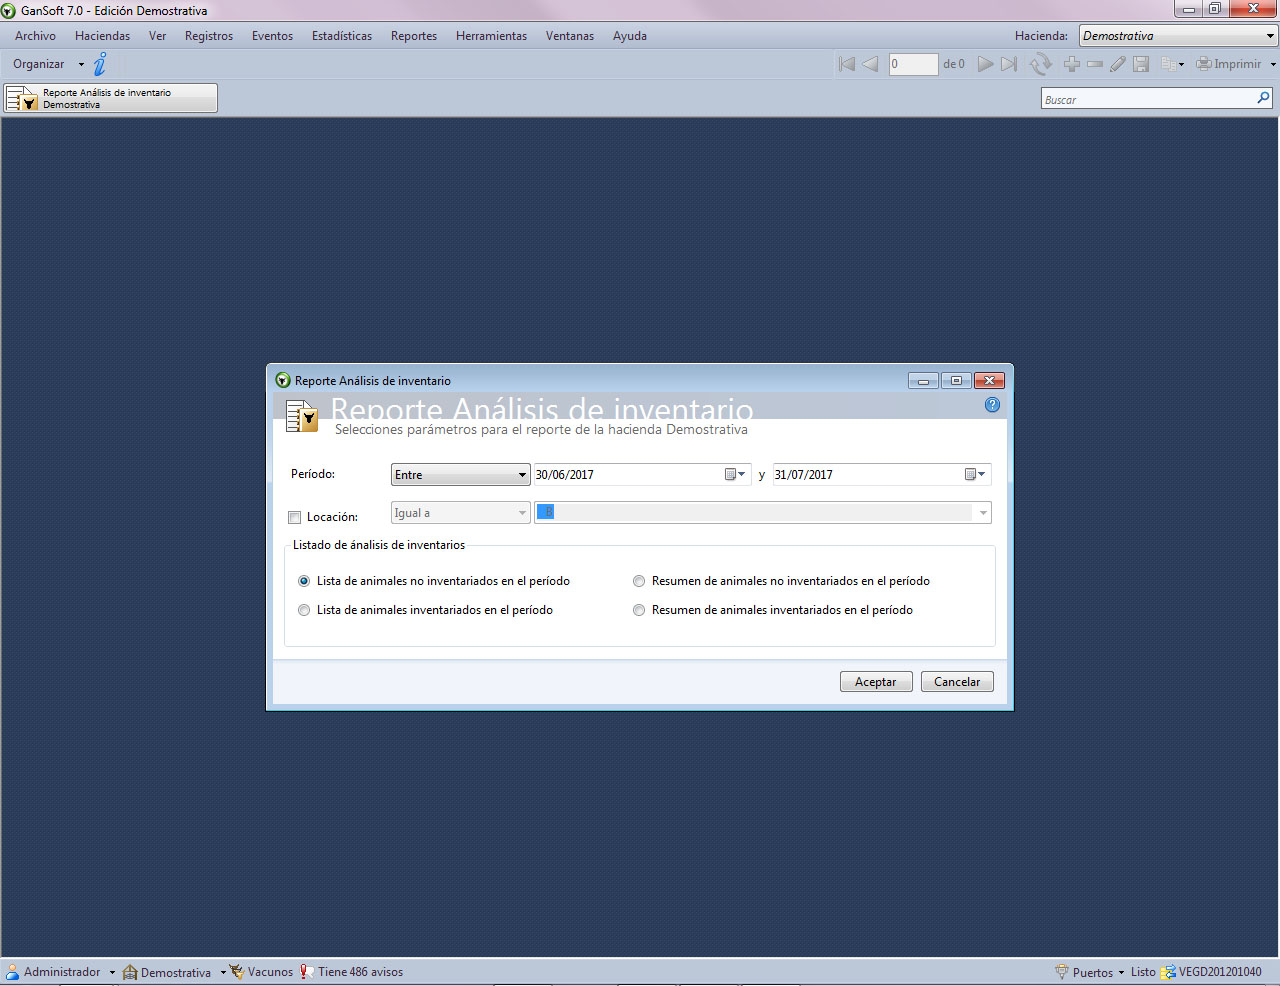 GanSoft 7.0 - Edición Demostrativa
Archivo Haciendas Ver Registros Eventos Estadísticas Reportes Herramientas Ventanas Ayuda Hacienda: Demostrativa
Organizar 0 de 0 Imprimir
Reporte Análisis de inventario
Demostrativa
Buscar
Reporte Análisis de inventario
Reporte Análisis de inventario
Selecciones parámetros para el reporte de la hacienda Demostrativa
Período: Entre 30/06/2017 y 31/07/2017
Locación: Igual a B
Listado de ánalisis de inventarios
Lista de animales no inventariados en el período Resumen de animales no inventariados en el período
Lista de animales inventariados en el período Resumen de animales inventariados en el período
Aceptar Cancelar
Administrador Demostrativa Vacunos Tiene 486 avisos Puertos Listo VEGD201201040